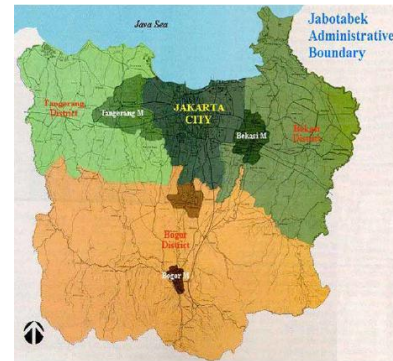 Java Sea
Jabotabek
Administrative
Boundary
Tangerang
District
Tangerang M
JAKARTA
CITY
Bekasi M
Bekasi
District
Bogor
District
Bogor M